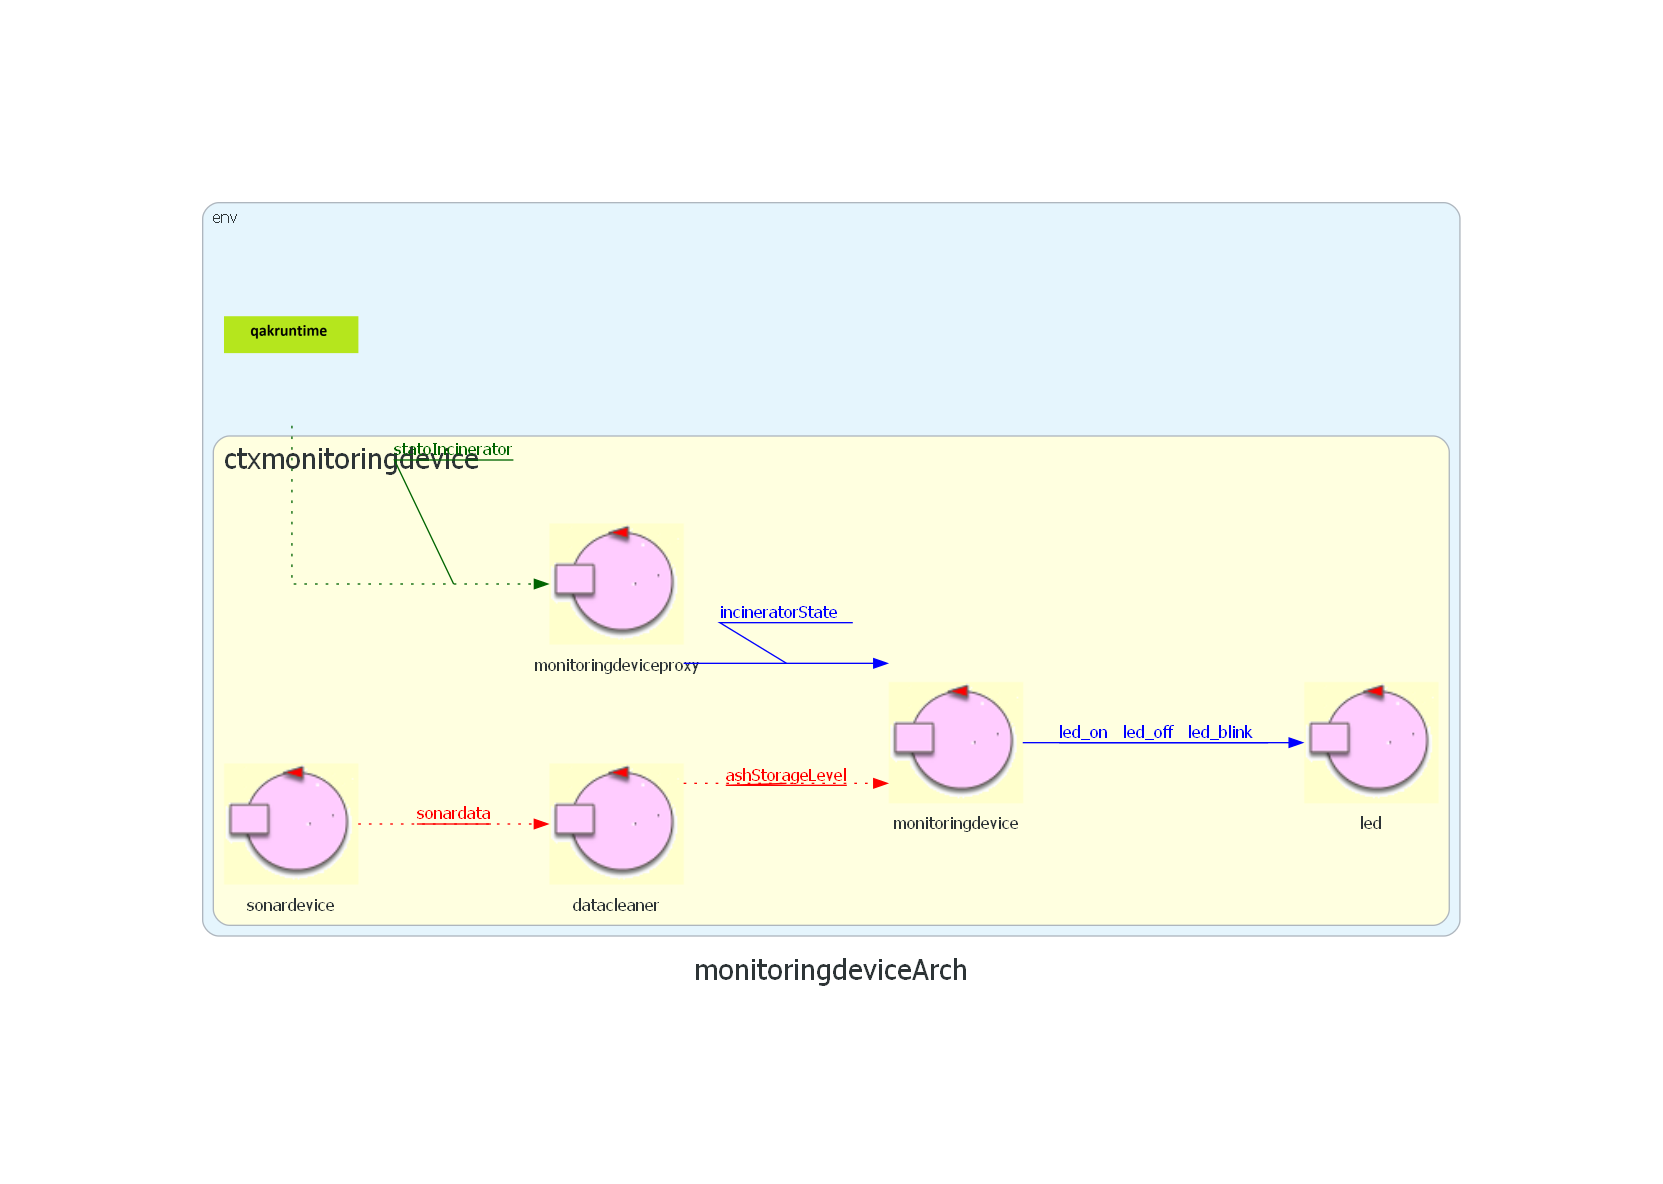 env
qakruntime
statoIncinerator
ctxmonitoringdevice
incineratorState
monitoringdeviceproxy
led_on led_off led_blink
ashStorageLevel
sonardata
monitoringdevice
led
sonardevice
datacleaner
monitoringdeviceArch